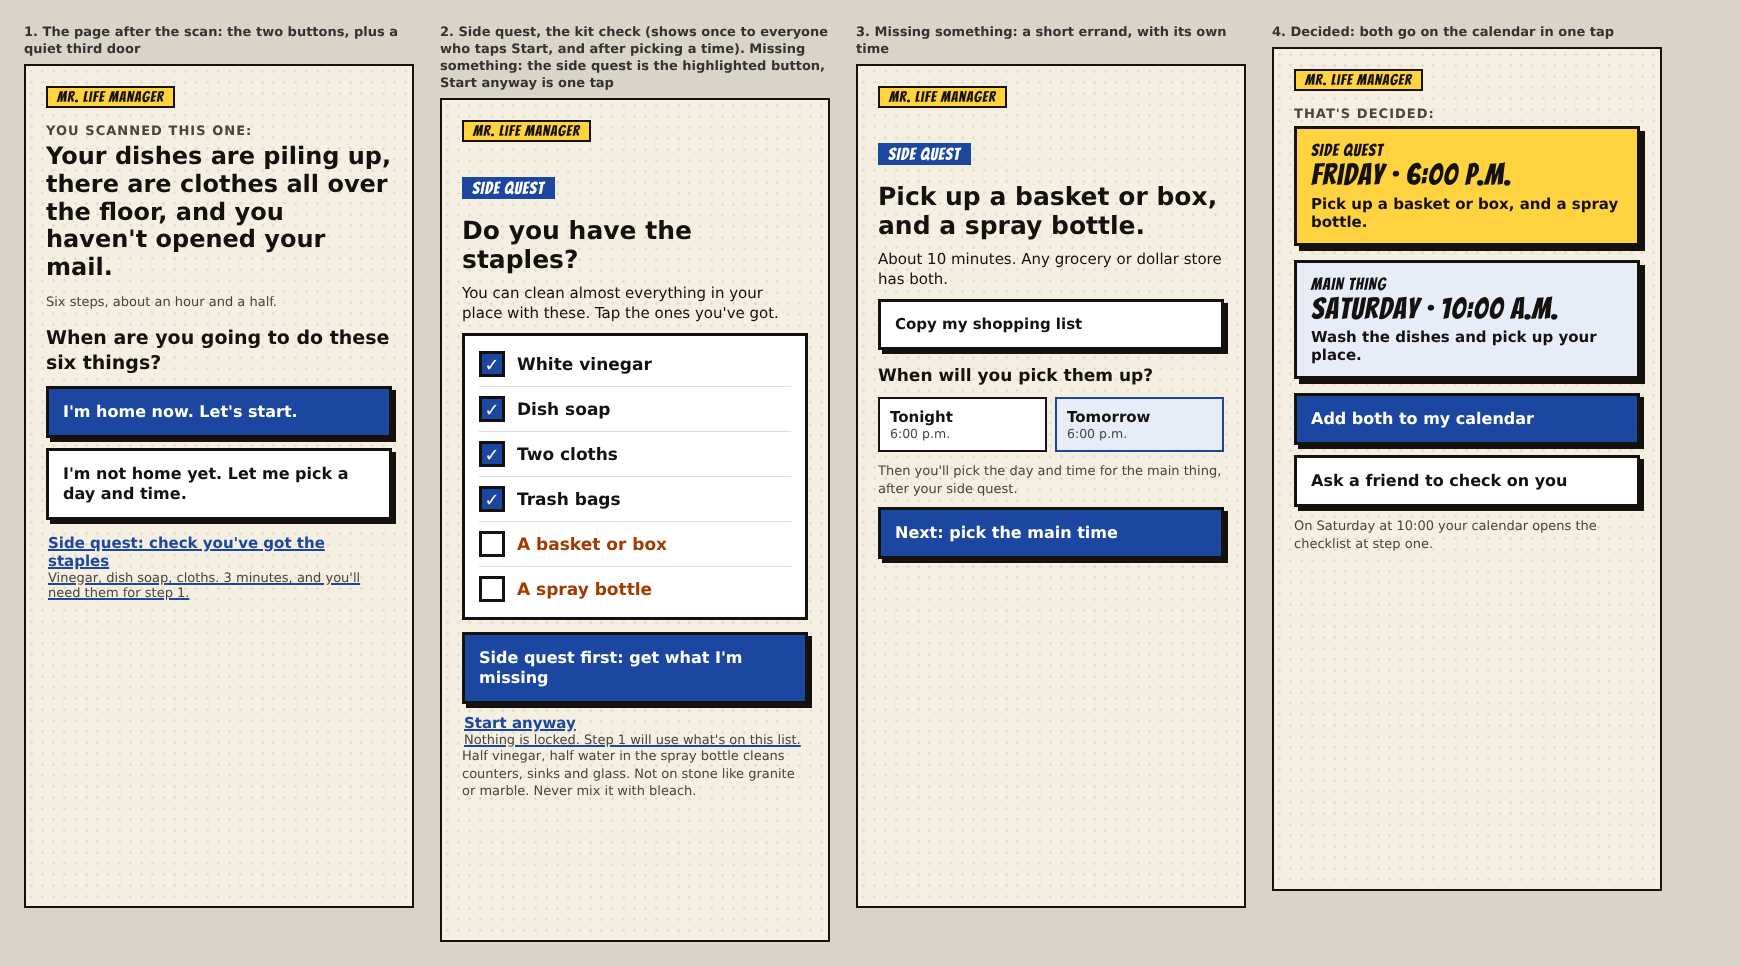 1. The page after the scan: the two buttons, plus a
quiet third door
MR. LIFE MANAGER
YOU SCANNED THIS ONE:
Your dishes are piling up,
there are clothes all over
the floor, and you
haven't opened your
mail.
Six steps, about an hour and a half.
When are you going to do these
six things?
I'm home now. Let's start.
I'm not home yet. Let me pick a
day and time.
Side quest: check you've got the
staples
Vinegar, dish soap, cloths. 3 minutes, and you'll
need them for step 1.
2. Side quest, the kit check (shows once to everyone
who taps Start, and after picking a time). Missing
something: the side quest is the highlighted button,
Start anyway is one tap
MR. LIFE MANAGER
SIDE QUEST
Do you have the
staples?
You can clean almost everything in your
place with these. Tap the ones you've got.
✓ White vinegar
✓ Dish soap
✓ Two cloths
✓ Trash bags
A basket or box
A spray bottle
Side quest first: get what I'm
missing
Start anyway
Nothing is locked. Step 1 will use what's on this list.
Half vinegar, half water in the spray bottle cleans
counters, sinks and glass. Not on stone like granite
or marble. Never mix it with bleach.
3. Missing something: a short errand, with its own
time
MR. LIFE MANAGER
SIDE QUEST
Pick up a basket or box,
and a spray bottle.
About 10 minutes. Any grocery or dollar store
has both.
Copy my shopping list
When will you pick them up?
Tonight
6:00 p.m.
Tomorrow
6:00 p.m.
Then you'll pick the day and time for the main thing,
after your side quest.
Next: pick the main time
4. Decided: both go on the calendar in one tap
MR. LIFE MANAGER
THAT'S DECIDED:
SIDE QUEST
FRIDAY • 6:00 P.M.
Pick up a basket or box, and a spray
bottle.
MAIN THING
SATURDAY • 10:00 A.M.
Wash the dishes and pick up your
place.
Add both to my calendar
Ask a friend to check on you
On Saturday at 10:00 your calendar opens the
checklist at step one.